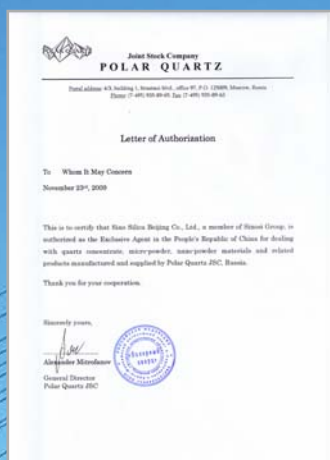 Joint Stock Company
POLAR QUARTZ
Letter of Authorization
To Whom It May Concern
November 23rd, 2009
This is to certify that Sino Silica Beijing Co., Ltd., a member of Group, is
authorized as the Exclusive Agent in the People's Republic of China for dealing
with quartz concentrate, micro-powder, nano-powder materials and related
products manufactured and supplied by Polar Quartz JSC, Russia.
Thank you for your cooperation.
Sincerely yours,
Alexander Mitrofanov
General Director
Polar Quartz JSC